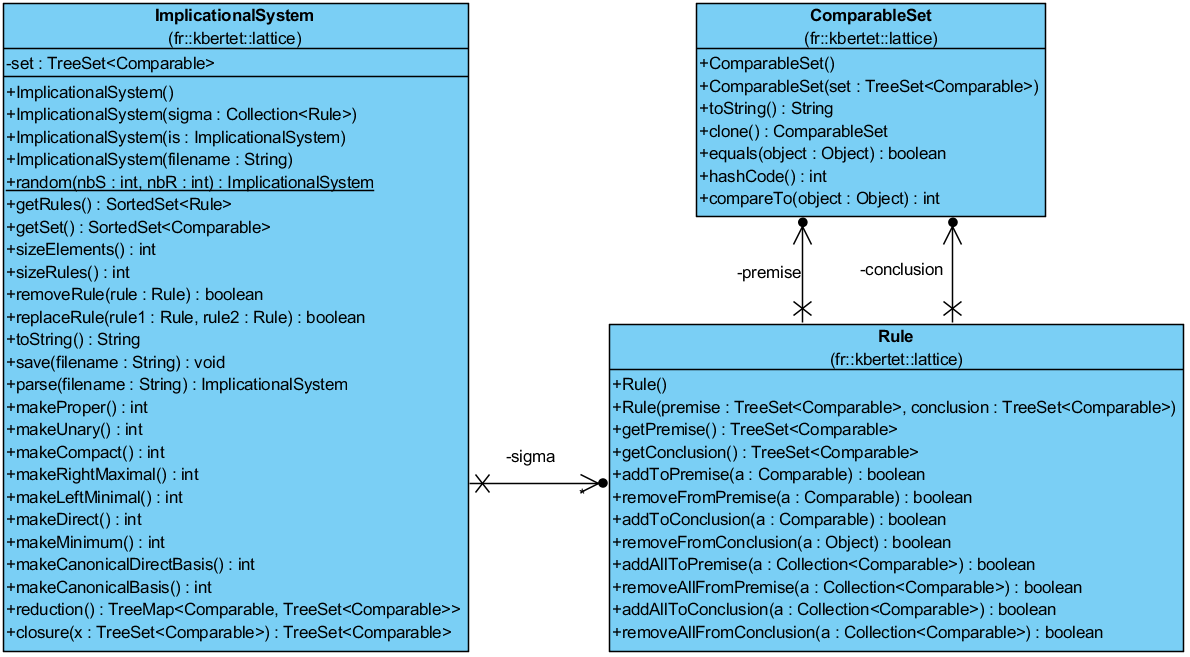 ImplicationalSystem
(fr::kbertet::lattice)
-set : TreeSet<Comparable>
+ImplicationalSystem()
+ImplicationalSystem(sigma : Collection<Rule>)
+ImplicationalSystem(is : ImplicationalSystem)
+ImplicationalSystem(filename : String)
+random(nbS : int, nbR : int) : ImplicationalSystem
+getRules() : SortedSet<Rule>
+getSet() : SortedSet<Comparable>
+sizeElements() : int
+sizeRules() : int
+removeRule(rule : Rule) : boolean
+replaceRule(rule1 : Rule, rule2 : Rule) : boolean
+toString() : String
+save(filename : String) : void
+parse(filename : String) : ImplicationalSystem
+makeProper() : int
+makeUnary() : int
+makeCompact() : int
+makeRightMaximal() : int
+makeLeftMinimal() : int
+makeDirect() : int
+makeMinimum() : int
+makeCanonicalDirectBasis() : int
+makeCanonicalBasis() : int
+reduction() : TreeMap<Comparable, TreeSet<Comparable>>
+closure(x : TreeSet<Comparable>) : TreeSet<Comparable>
-sigma
*
ComparableSet
(fr::kbertet::lattice)
+ComparableSet()
+ComparableSet(set : TreeSet<Comparable>)
+toString() : String
+clone() : ComparableSet
+equals(object : Object) : boolean
+hashCode() : int
+compareTo(object : Object) : int
-premise
-conclusion
Rule
(fr::kbertet::lattice)
+Rule()
+Rule(premise : TreeSet<Comparable>, conclusion : TreeSet<Comparable>)
+getPremise() : TreeSet<Comparable>
+getConclusion() : TreeSet<Comparable>
+addToPremise(a : Comparable) : boolean
+removeFromPremise(a : Comparable) : boolean
+addToConclusion(a : Comparable) : boolean
+removeFromConclusion(a : Object) : boolean
+addAllToPremise(a : Collection<Comparable>) : boolean
+removeAllFromPremise(a : Collection<Comparable>) : boolean
+addAllToConclusion(a : Collection<Comparable>) : boolean
+removeAllFromConclusion(a : Collection<Comparable>) : boolean